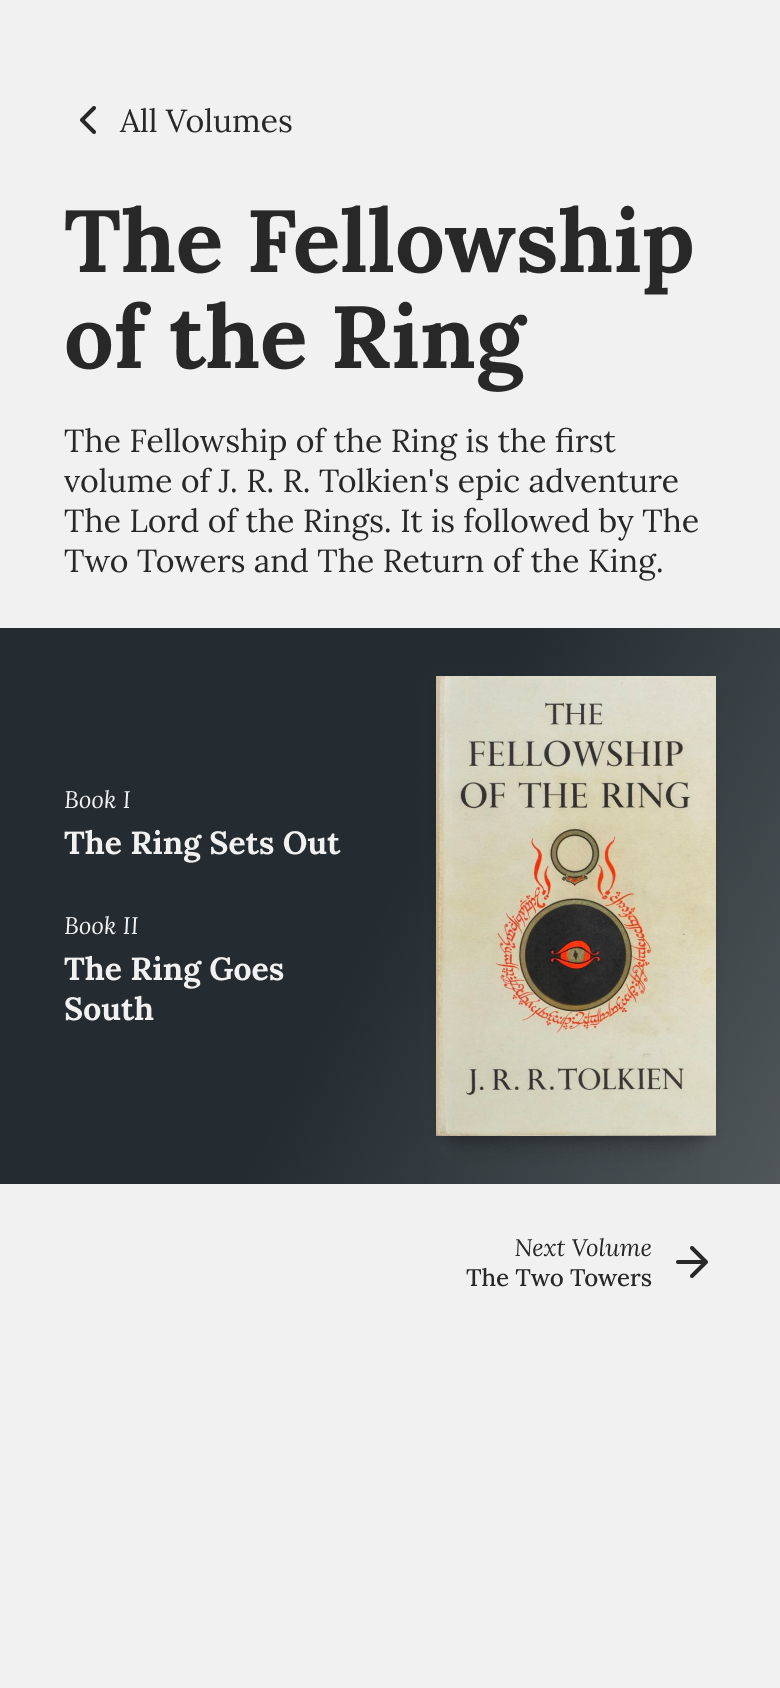 All Volumes
The Fellowship
of the Ring
The Fellowship of the Ring is the first
volume of J. R. R. Tolkien's epic adventure
The Lord of the Rings. It is followed by The
Two Towers and The Return of the King.
Book I
The Ring Sets Out
Book II
The Ring Goes
South
THE
FELLOWSHIP
OF THE RING
J. R. R. TOLKIEN
Next Volume
The Two Towers